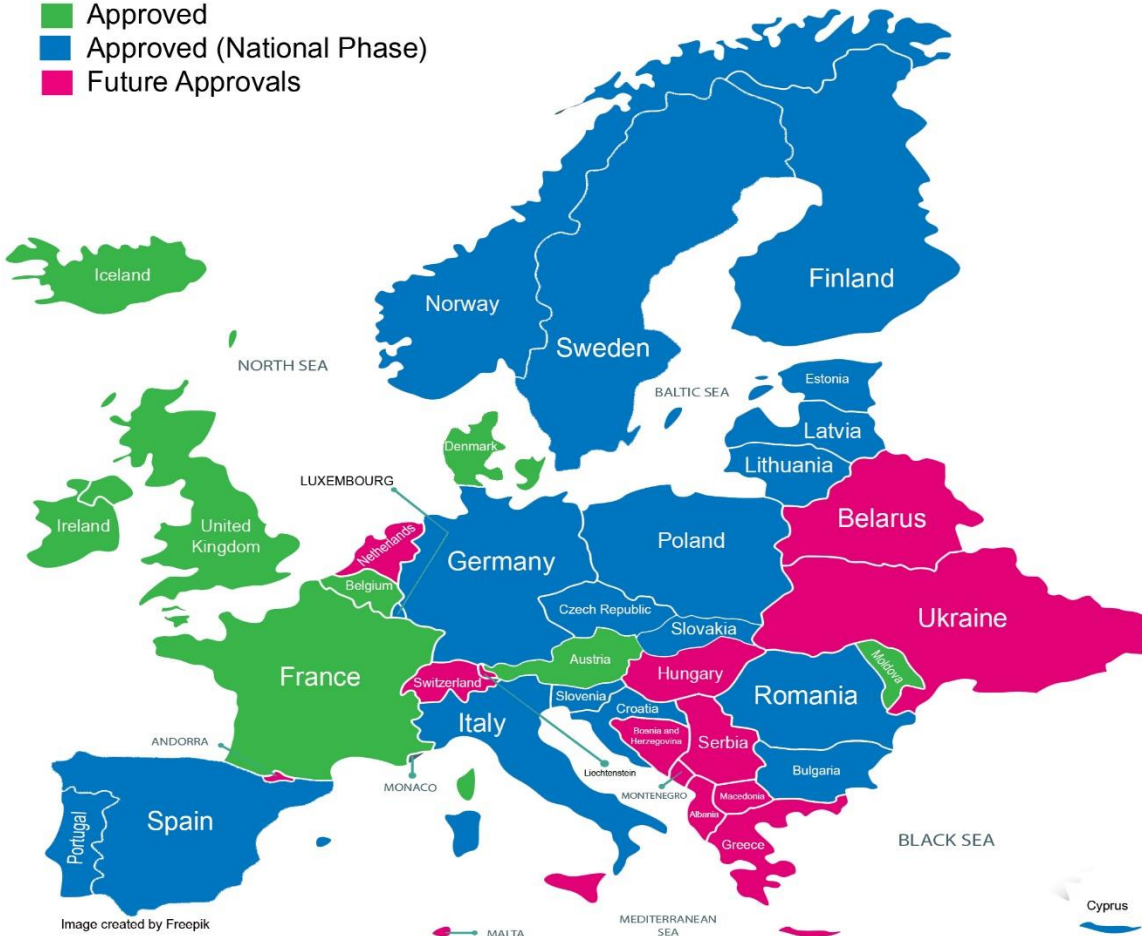 Approved
Approved (National Phase)
Future Approvals
Iceland
Norway
Finland
Sweden
NORTH SEA
BALTIC SEA
Estonia
Latvia
Lithuania
Denmark
LUXEMBOURG
Ireland
United
Kingdom
Netherlands
Belgium
Germany
Poland
Belarus
Czech Republic
Slovakia
Ukraine
France
Switzerland
Austria
Hungary
Moldova
Slovenia
Croatia
Romania
Italy
Bosnia and
Herzegovina
Serbia
ANDORRA
MONACO
Liechtenstein
MONTENEGRO
Bulgaria
Macedonia
Albania
Greece
Portugal
Spain
BLACK SEA
Cyprus
Image created by Freepik
MALTA
MEDITERRANEAN
SEA